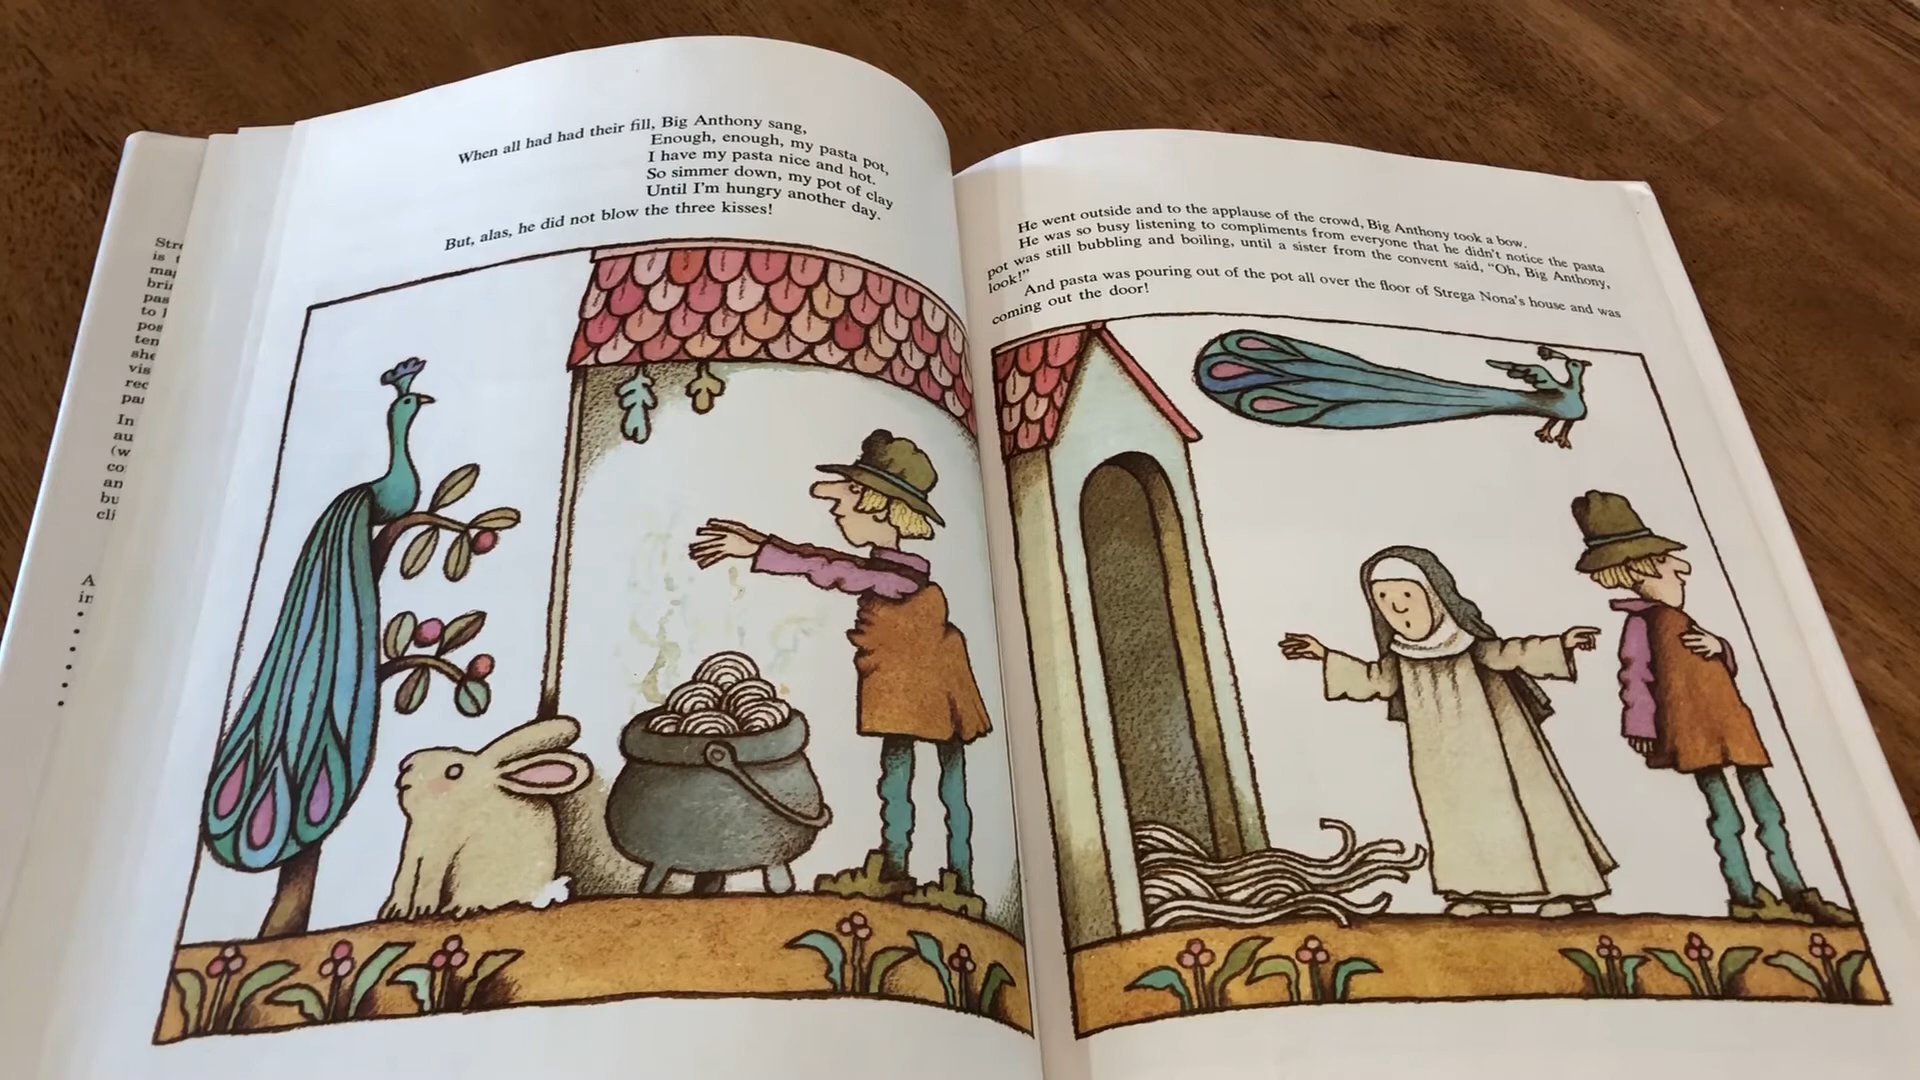 When all had had their fill, Big Anthony sang,
Enough, enough, my pasta pot,
I have my pasta nice and hot.
So simmer down, my pot of clay
Until I'm hungry another day.
But, alas, he did not blow the three kisses!
He went outside and to the applause of the crowd, Big Anthony took a bow.
He was so busy listening to compliments from everyone that he didn't notice the pasta
pot was still bubbling and boiling, until a sister from the convent said, "Oh, Big Anthony,
look!"
And pasta was pouring out of the pot all over the floor of Strega Nona's house and was
coming out the door!